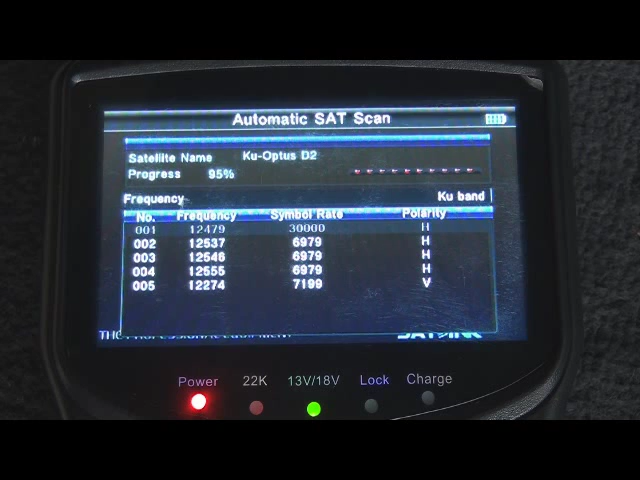 Automatic SAT Scan
Satellite Name Ku-Optus D2
Progress 95%
Frequency Ku band
No. Frequency Symbol Rate Polarity
001 12479 30000 H
002 12537 6979 H
003 12546 6979 H
004 12555 6979 H
005 12274 7199 V
SATLINK
Power 22K 13V/18V Lock Charge